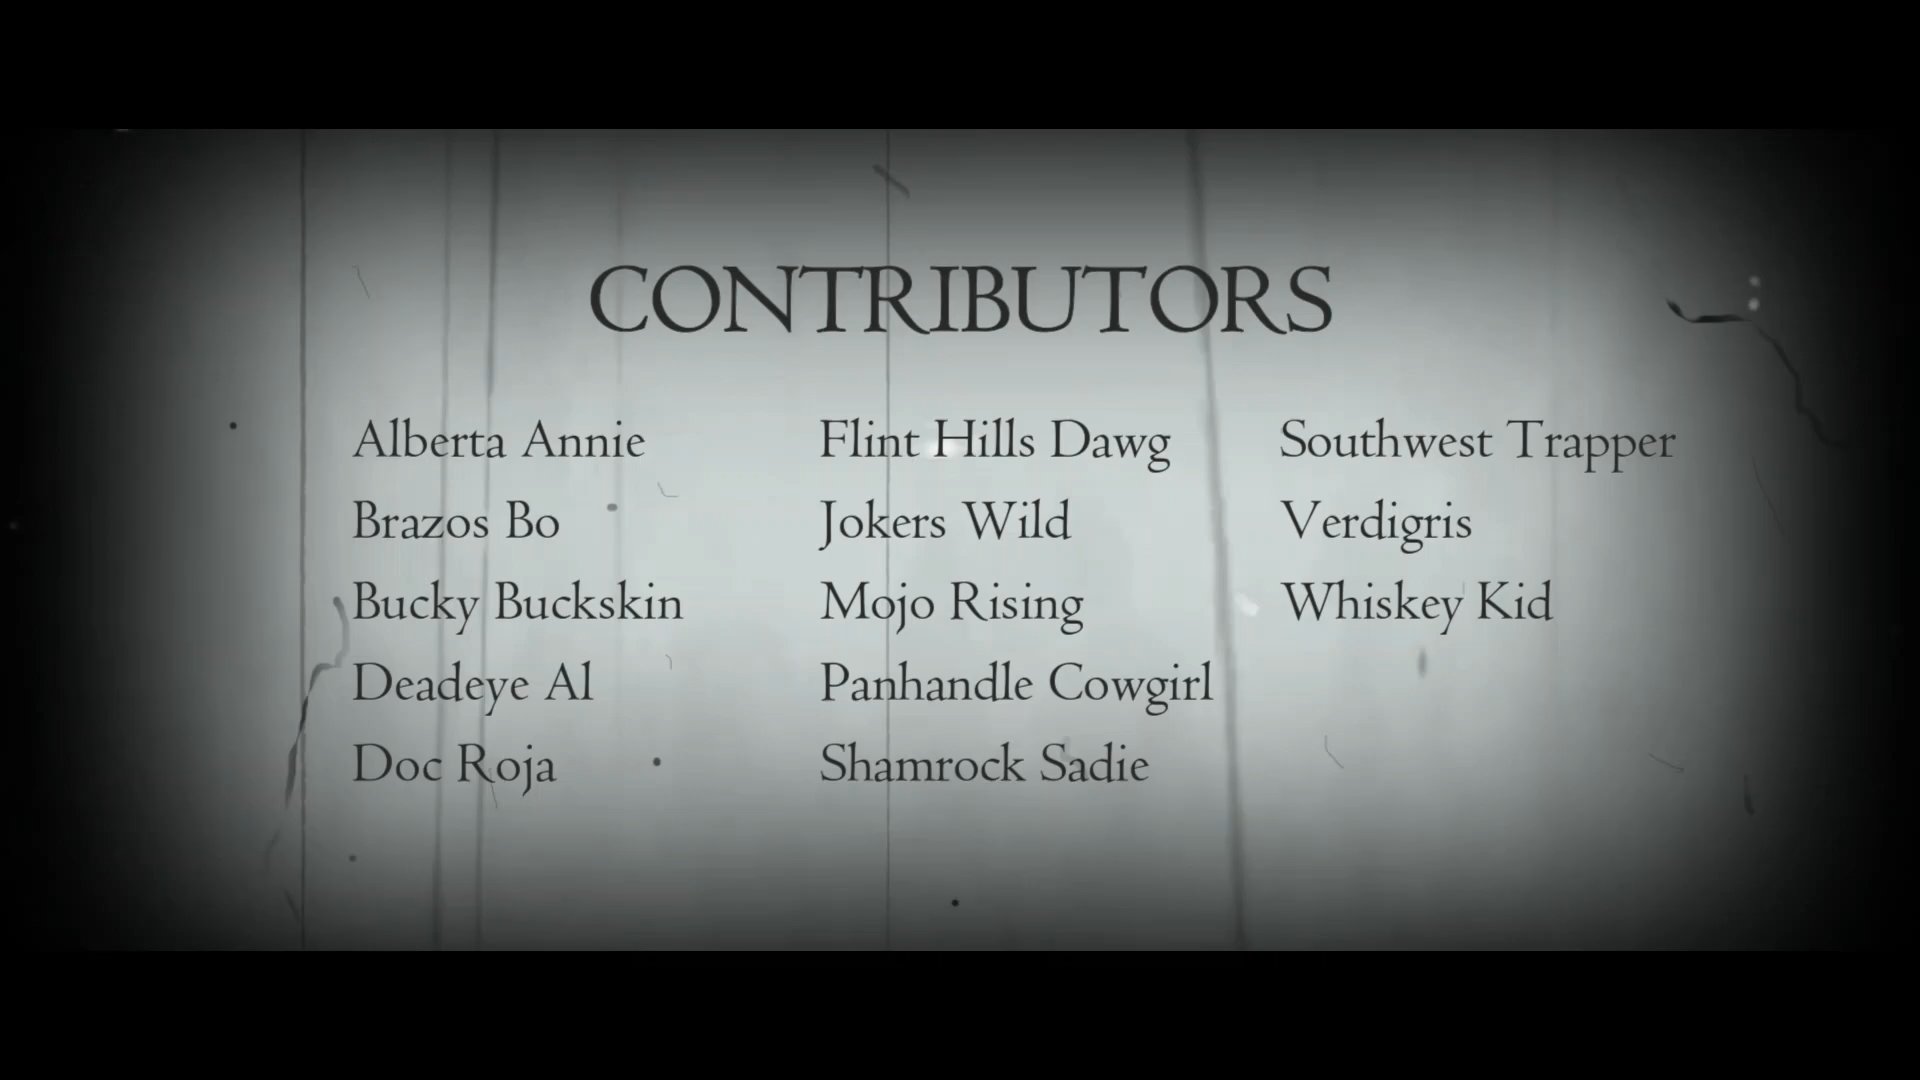 CONTRIBUTORS
Alberta Annie
Brazos Bo
Bucky Buckskin
Deadeye Al
Doc Roja
Flint Hills Dawg
Jokers Wild
Mojo Rising
Panhandle Cowgirl
Shamrock Sadie
Southwest Trapper
Verdigris
Whiskey Kid